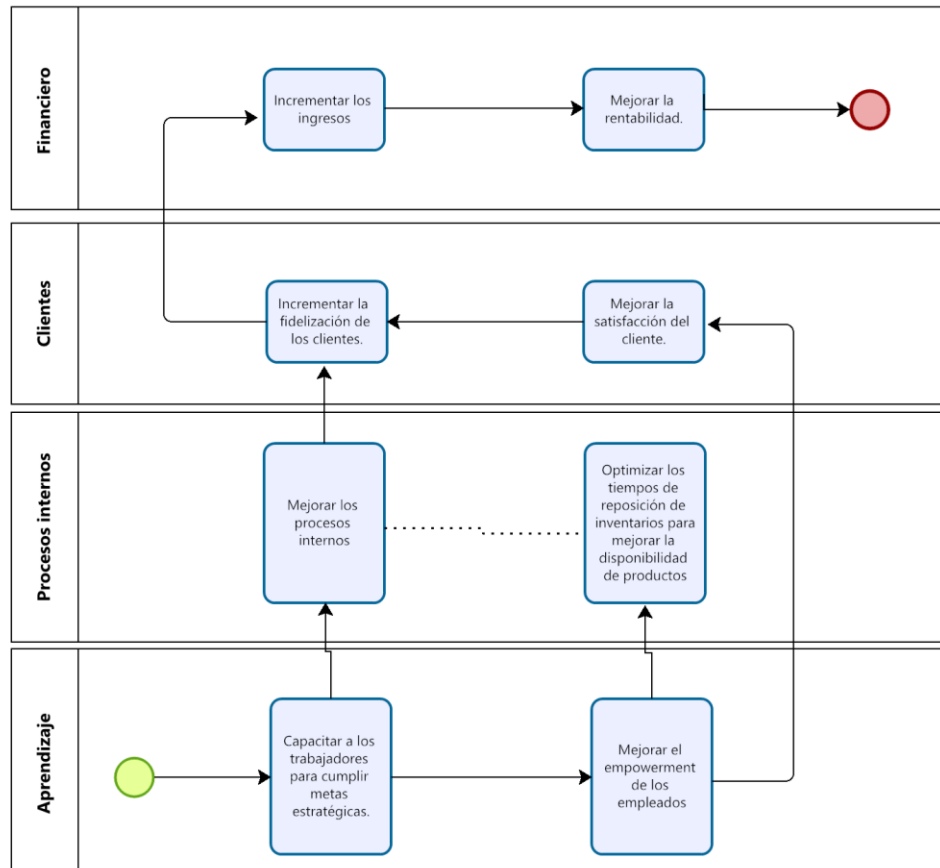 Financiero
Incrementar los
ingresos
Mejorar la
rentabilidad.
Clientes
Incrementar la
fidelización de
los clientes.
Mejorar la
satisfacción del
cliente.
Procesos internos
Mejorar los
procesos
internos
Optimizar los
tiempos de
reposición de
inventarios para
mejorar la
disponibilidad
de productos
Aprendizaje
Capacitar a los
trabajadores
para cumplir
metas
estratégicas.
Mejorar el
empowerment
de los
empleados